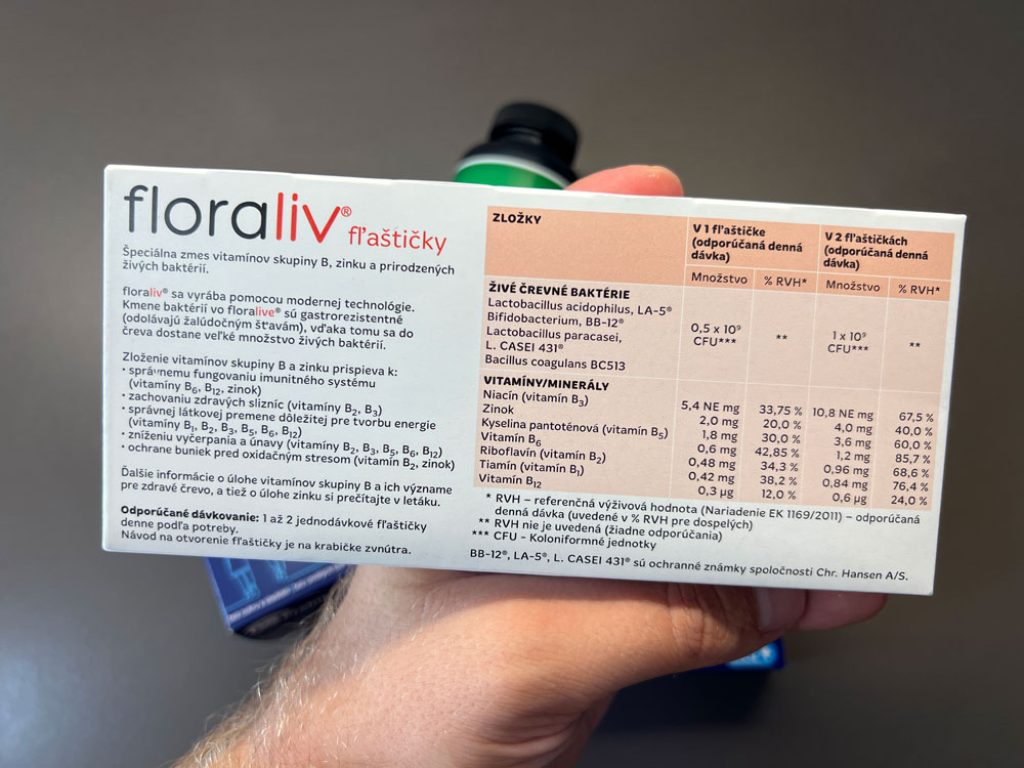 floraliv® fľaštičky
Špeciálna zmes vitamínov skupiny B, zinku a prirodzených
živých baktérií.
floraliv® sa vyrába pomocou modernej technológie.
Kmene baktérií vo floralive® sú gastrorezistentné
(odolávajú žalúdočným šťavám), vďaka tomu sa do
čreva dostane veľké množstvo živých baktérií.
Zloženie vitamínov skupiny B a zinku prispieva k:
• správnemu fungovaniu imunitného systému
(vitamíny B6, B12, zinok)
• zachovaniu zdravých slizníc (vitamíny B2, B3)
• správnej látkovej premene dôležitej pre tvorbu energie
(vitamíny B1, B2, B3, B5, B6, B12)
• zníženiu vyčerpania a únavy (vitamíny B2, B3, B5, B6, B12)
• ochrane buniek pred oxidačným stresom (vitamín B2, zinok)
Ďalšie informácie o úlohe vitamínov skupiny B a ich význame
pre zdravé črevo, a tiež o úlohe zinku si prečítajte v letáku.
Odporúčané dávkovanie: 1 až 2 jednodávkové fľaštičky
denne podľa potreby.
Návod na otvorenie fľaštičky je na krabičke zvnútra.
ZLOŽKY
V 1 fľaštičke
(odporúčaná denná
dávka)
V 2 fľaštičkách
(odporúčaná denná
dávka)
Množstvo % RVH* Množstvo % RVH*
ŽIVÉ ČREVNÉ BAKTÉRIE
Lactobacillus acidophilus, LA-5®
Bifidobacterium, BB-12®
Lactobacillus paracasei,
L. CASEI 431®
Bacillus coagulans BC513
0,5 x 10⁹
CFU***
**
1 x 10⁹
CFU***
**
VITAMÍNY/MINERÁLY
Niacín (vitamín B3) 5,4 NE mg 33,75 % 10,8 NE mg 67,5 %
Zinok 2,0 mg 20,0 % 4,0 mg 40,0 %
Kyselina pantoténová (vitamín B5) 1,8 mg 30,0 % 3,6 mg 60,0 %
Vitamín B6 0,6 mg 42,85 % 1,2 mg 85,7 %
Riboflavín (vitamín B2) 0,48 mg 34,3 % 0,96 mg 68,6 %
Tiamín (vitamín B1) 0,42 mg 38,2 % 0,84 mg 76,4 %
Vitamín B12 0,3 µg 12,0 % 0,6 µg 24,0 %
* RVH – referenčná výživová hodnota (Nariadenie EK 1169/2011) – odporúčaná
denná dávka (uvedené v % RVH pre dospelých)
** RVH nie je uvedená (žiadne odporúčania)
*** CFU - Koloniformné jednotky
BB-12®, LA-5®, L. CASEI 431® sú ochranné známky spoločnosti Chr. Hansen A/S.